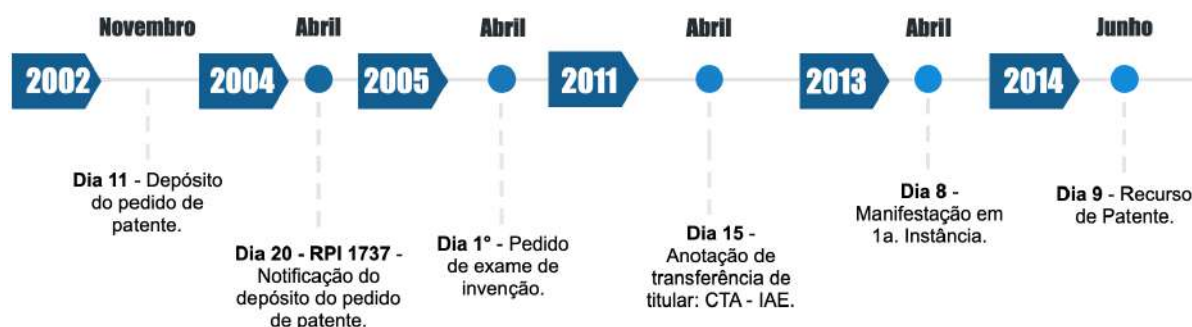 Novembro
Abril
Abril
Abril
Abril
Junho
2002
2004
2005
2011
2013
2014
Dia 11 - Depósito
do pedido de
patente.
Dia 20 - RPI 1737 -
Notificação do
depósito do pedido
de patente.
Dia 1° - Pedido
de exame de
invenção.
Dia 15 -
Anotação de
transferência de
titular: CTA - IAE.
Dia 8 -
Manifestação em
1a. Instância.
Dia 9 - Recurso
de Patente.